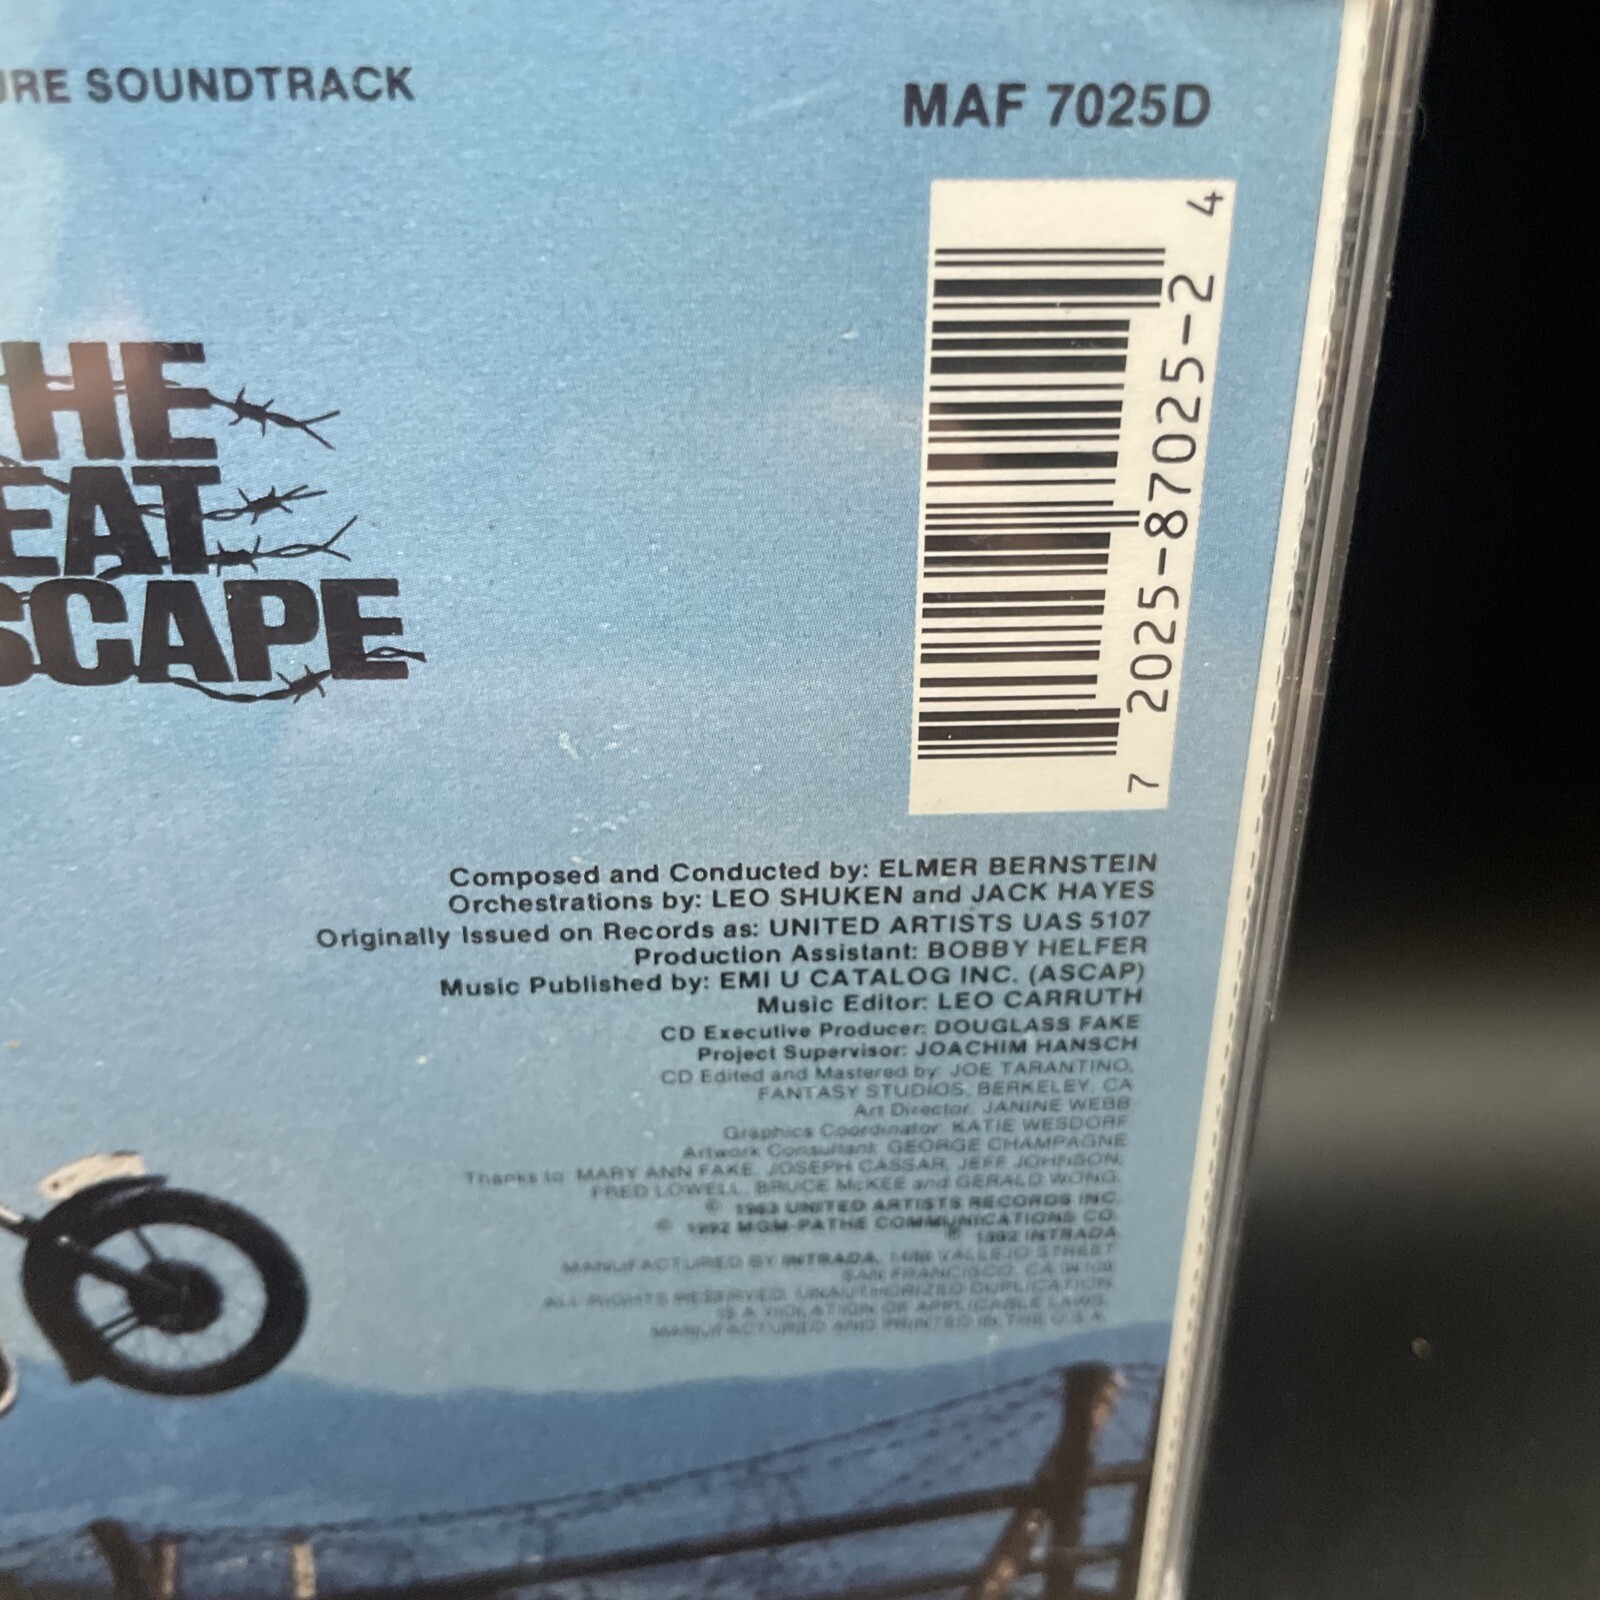 URE SOUNDTRACK
MAF 7025D
HE
EAT
SCAPE
7 2025-87025-2 4
Composed and Conducted by: ELMER BERNSTEIN
Orchestrations by: LEO SHUKEN and JACK HAYES
Originally Issued on Records as: UNITED ARTISTS UAS 5107
Production Assistant: BOBBY HELFER
Music Published by: EMI U CATALOG INC. (ASCAP)
Music Editor: LEO CARRUTH
CD Executive Producer: DOUGLASS FAKE
Project Supervisor: JOACHIM HANSCH
CD Edited and Mastered by: JOE TARANTINO,
FANTASY STUDIOS, BERKELEY, CA
Art Director: JANINE WEBB
Graphics Coordinator: KATIE WESDORF
Artwork Consultant: GEORGE CHAMPAGNE
Thanks to: MARY ANN FAKE, JOSEPH CASSAR, JEFF JOHNSON,
FRED LOWELL, BRUCE McKEE and GERALD WONG.
© 1963 UNITED ARTISTS RECORDS INC.
© 1992 MGM-PATHE COMMUNICATIONS CO.
℗ 1992 INTRADA
MANUFACTURED BY INTRADA, VALLEJO STREET
SAN FRANCISCO, CA
ALL RIGHTS RESERVED. UNAUTHORIZED DUPLICATION
IS A VIOLATION OF APPLICABLE LAWS.
MANUFACTURED AND PRINTED IN THE U.S.A.